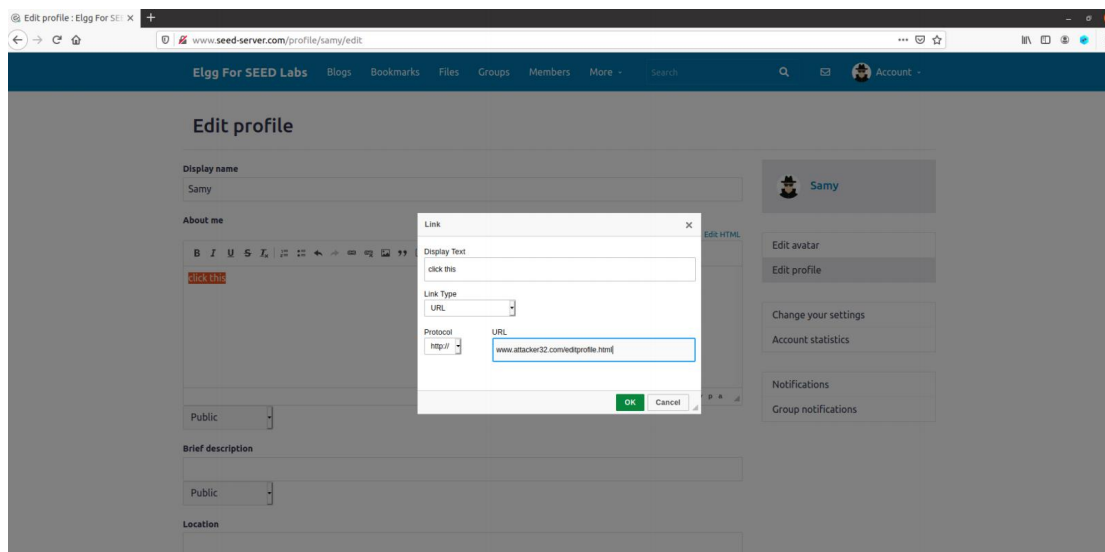 Edit profile : Elgg For SE
www.seed-server.com/profile/samy/edit
Elgg For SEED Labs Blogs Bookmarks Files Groups Members More Search Account
Edit profile
Display name
Samy
Samy
About me
Edit HTML
B I U S Tx
click this
Link
Display Text
click this
Link Type
URL
Protocol URL
http:// www.attacker32.com/editprofile.html
OK Cancel
Edit avatar
Edit profile
Change your settings
Account statistics
Notifications
Group notifications
Public
Brief description
Public
Location